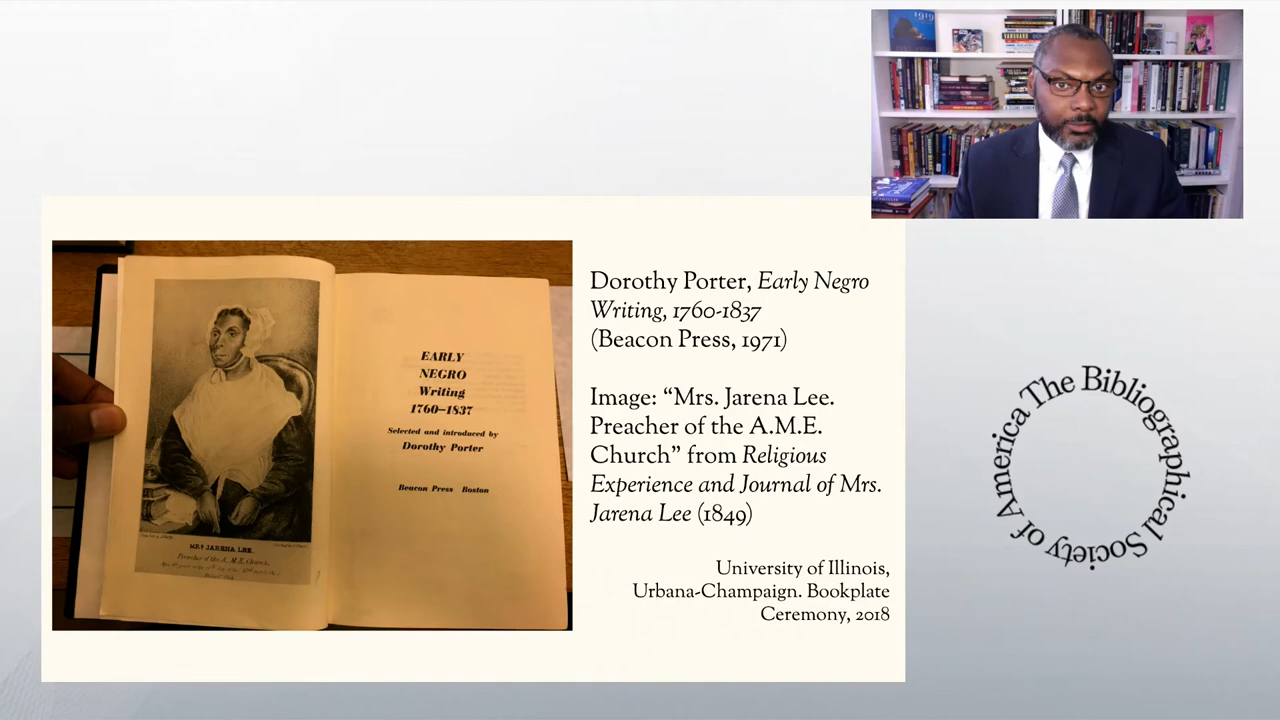 1919
VANGUARD
EARLY
NEGRO
Writing
1760–1837
Selected and introduced by
Dorothy Porter
Beacon Press Boston
MRS JARENA LEE.
Preacher of the A.M.E. Church.
Dorothy Porter, Early Negro
Writing, 1760-1837
(Beacon Press, 1971)
Image: “Mrs. Jarena Lee.
Preacher of the A.M.E.
Church” from Religious
Experience and Journal of Mrs.
Jarena Lee (1849)
University of Illinois,
Urbana-Champaign. Bookplate
Ceremony, 2018
The Bibliographical Society of America